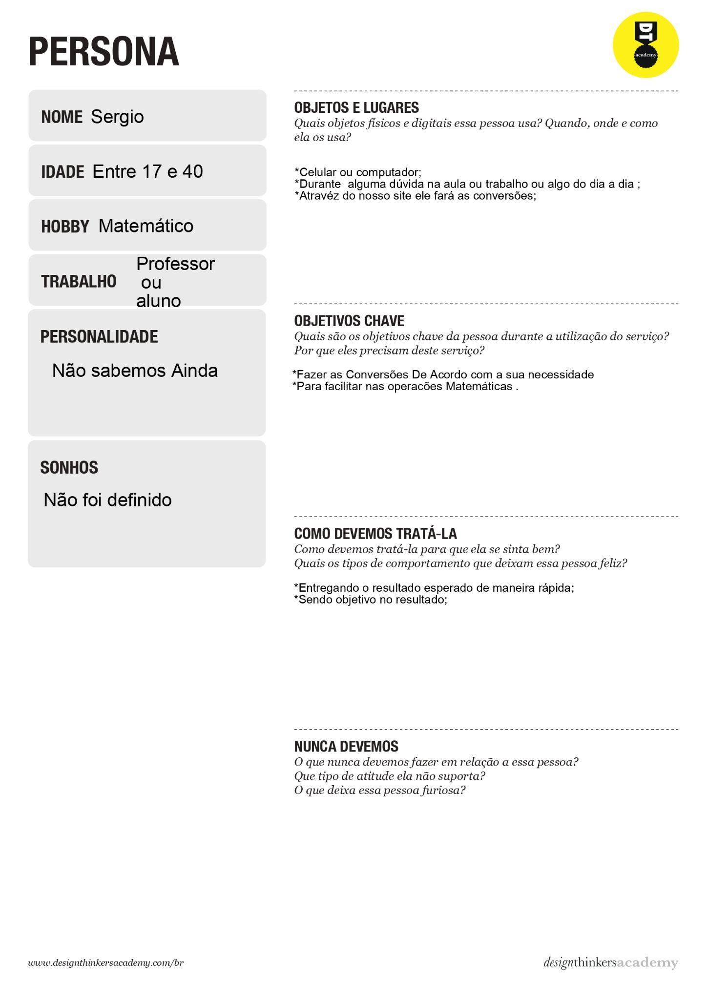 PERSONA
DT
academy
NOME Sergio
IDADE Entre 17 e 40
HOBBY Matemático
TRABALHO Professor
ou
aluno
PERSONALIDADE
Não sabemos Ainda
SONHOS
Não foi definido
OBJETOS E LUGARES
Quais objetos físicos e digitais essa pessoa usa? Quando, onde e como
ela os usa?
*Celular ou computador;
*Durante  alguma dúvida na aula ou trabalho ou algo do dia a dia ;
*Atravéz do nosso site ele fará as conversões;
OBJETIVOS CHAVE
Quais são os objetivos chave da pessoa durante a utilização do serviço?
Por que eles precisam deste serviço?
*Fazer as Conversões De Acordo com a sua necessidade
*Para facilitar nas operacões Matemáticas .
COMO DEVEMOS TRATÁ-LA
Como devemos tratá-la para que ela se sinta bem?
Quais os tipos de comportamento que deixam essa pessoa feliz?
*Entregando o resultado esperado de maneira rápida;
*Sendo objetivo no resultado;
NUNCA DEVEMOS
O que nunca devemos fazer em relação a essa pessoa?
Que tipo de atitude ela não suporta?
O que deixa essa pessoa furiosa?
www.designthinkersacademy.com/br
designthinkersacademy